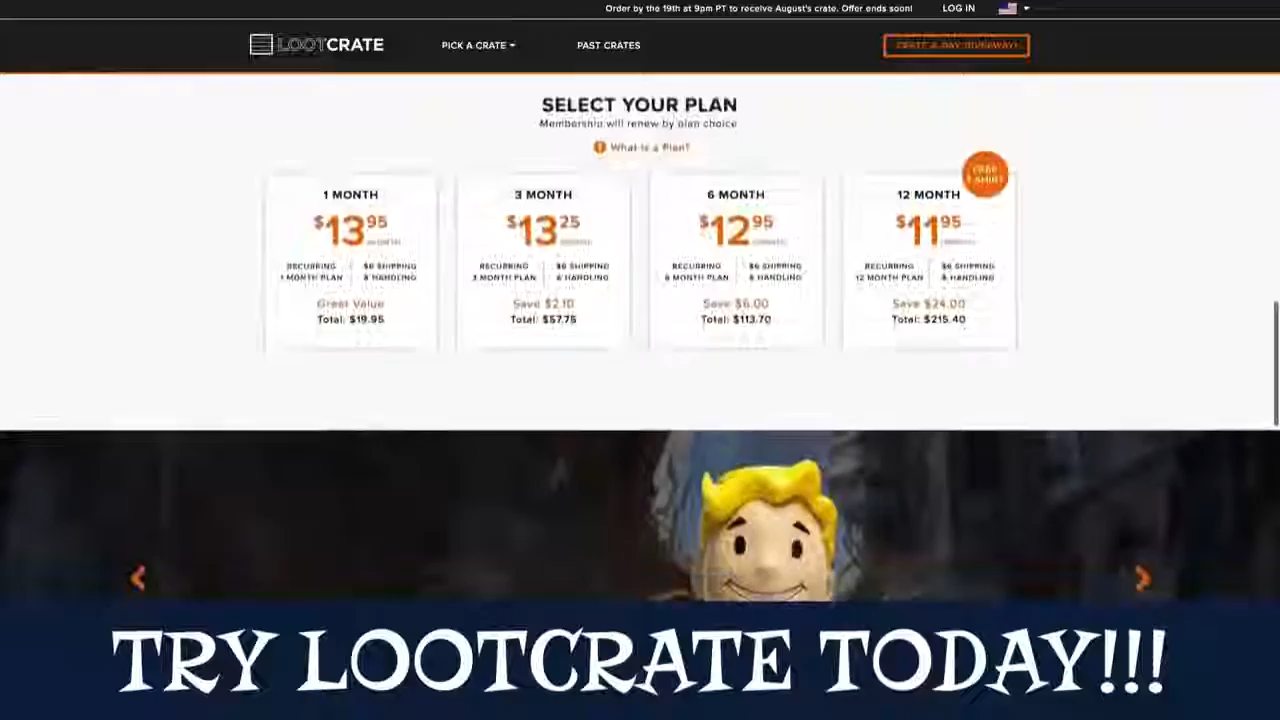 Order by the 19th at 9pm PT to receive August's crate. Offer ends soon!
LOG IN
LOOTCRATE
PICK A CRATE
PAST CRATES
CRATE A DAY GIVEAWAY!
SELECT YOUR PLAN
Membership will renew by plan choice
What is a Plan?
1 MONTH
$13.95
RECURRING
1 MONTH PLAN
$6 SHIPPING
& HANDLING
Great Value
Total: $19.95
3 MONTH
$13.25
RECURRING
3 MONTH PLAN
$6 SHIPPING
& HANDLING
Save $2.10
Total: $57.75
6 MONTH
$12.95
RECURRING
6 MONTH PLAN
$6 SHIPPING
& HANDLING
Save $6.00
Total: $113.70
FREE
T-SHIRT
12 MONTH
$11.95
RECURRING
12 MONTH PLAN
$6 SHIPPING
& HANDLING
Save $24.00
Total: $215.40
TRY LOOTCRATE TODAY!!!